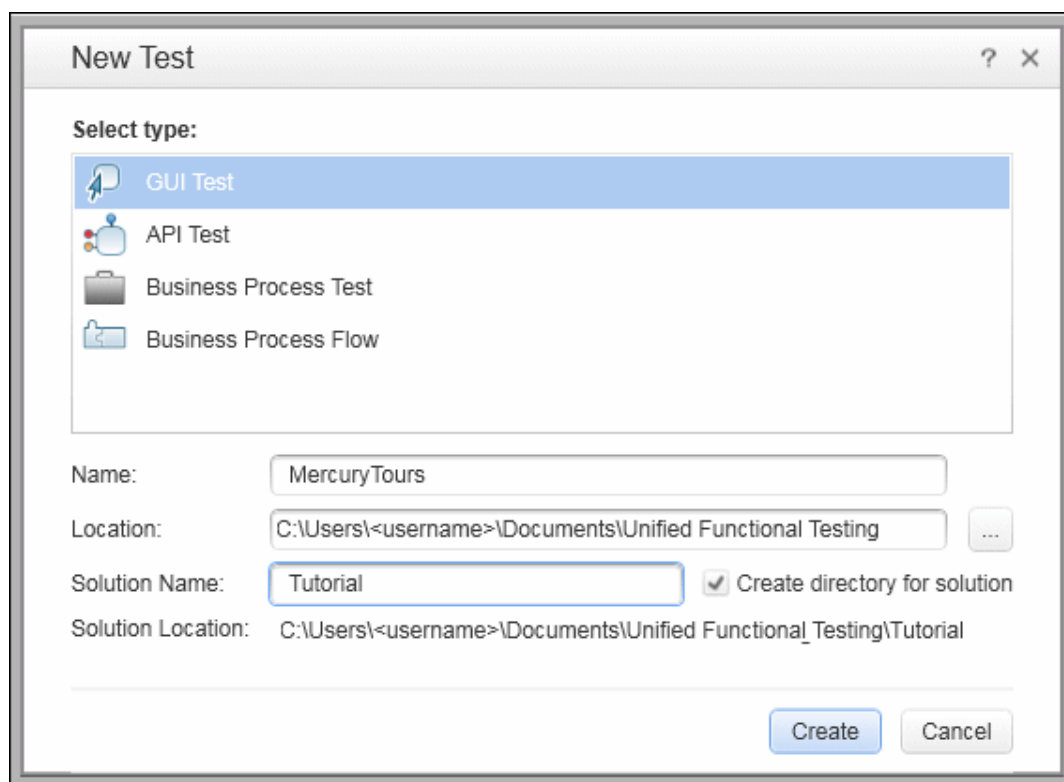 New Test ?
Select type:
GUI Test
API Test
Business Process Test
Business Process Flow
Name: MercuryTours
Location: C:\Users\<username>\Documents\Unified Functional Testing ...
Solution Name: Tutorial Create directory for solution
Solution Location: C:\Users\<username>\Documents\Unified Functional Testing\Tutorial
Create Cancel